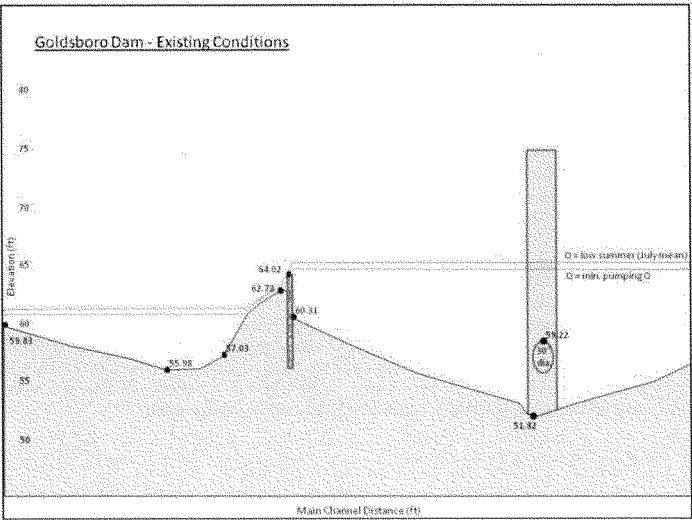 Goldsboro Dam - Existing Conditions
80
75
70
65
60
55
50
Elevation (ft)
64.02
62.78
60.31
59.83
55.98
57.03
Q = low summer (July mean)
Q = min. pumping Q
59.22
30"
dia
51.82
Main Channel Distance (ft)